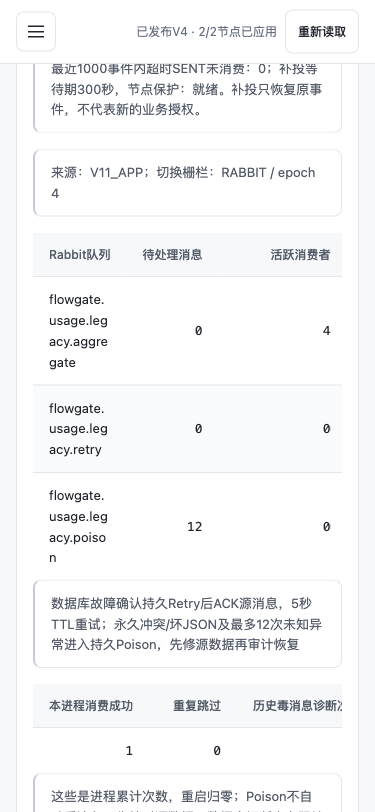 已发布V4 · 2/2节点已应用
重新读取
最近1000事件内超时SENT未消费：0；补投等
待期300秒，节点保护：就绪。补投只恢复原事
件，不代表新的业务授权。
来源：V11_APP；切换栅栏：RABBIT / epoch
4
Rabbit队列 待处理消息 活跃消费者
flowgate.
usage.leg
acy.aggre
gate
0 4
flowgate.
usage.leg
acy.retry
0 0
flowgate.
usage.leg
acy.poiso
n
12 0
数据库故障确认持久Retry后ACK源消息，5秒
TTL重试；永久冲突/坏JSON及最多12次未知异
常进入持久Poison，先修源数据再审计恢复
本进程消费成功 重复跳过 历史毒消息诊断
1 0
这些是进程累计次数，重启归零；Poison不自